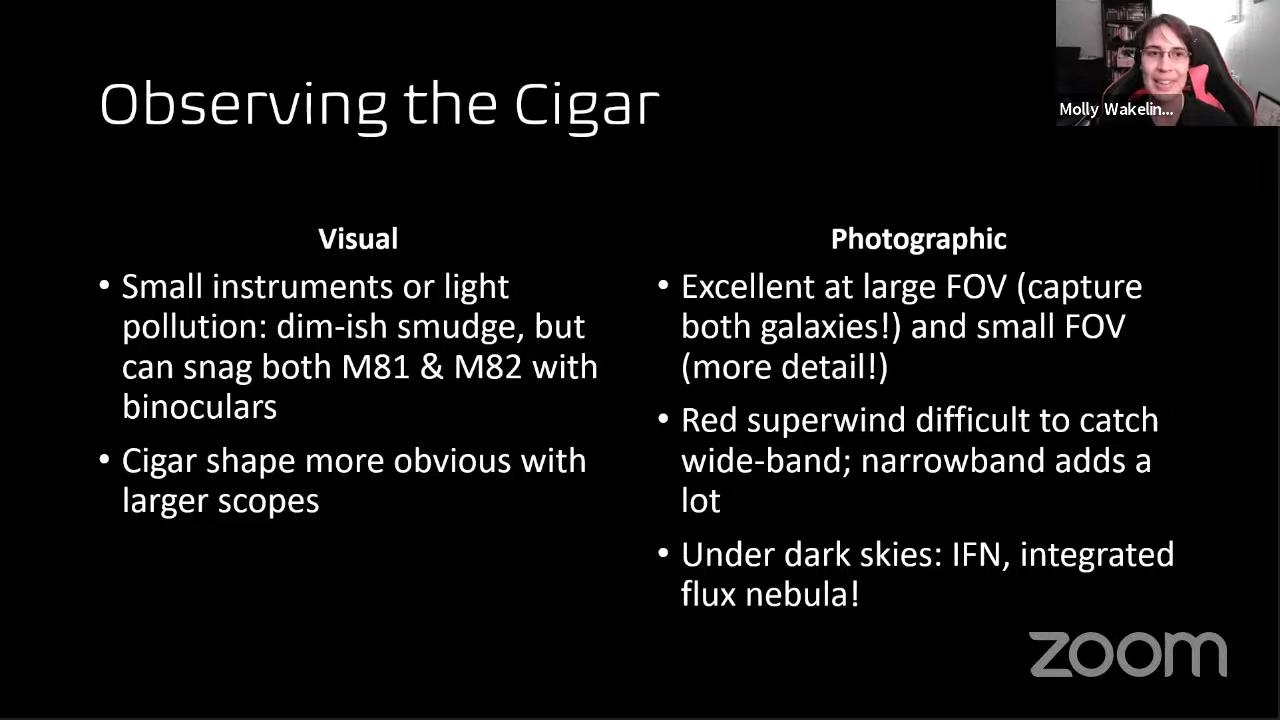 Observing the Cigar
Molly Wakelin...
Visual
• Small instruments or light
pollution: dim-ish smudge, but
can snag both M81 & M82 with
binoculars
• Cigar shape more obvious with
larger scopes
Photographic
• Excellent at large FOV (capture
both galaxies!) and small FOV
(more detail!)
• Red superwind difficult to catch
wide-band; narrowband adds a
lot
• Under dark skies: IFN, integrated
flux nebula!
zoom